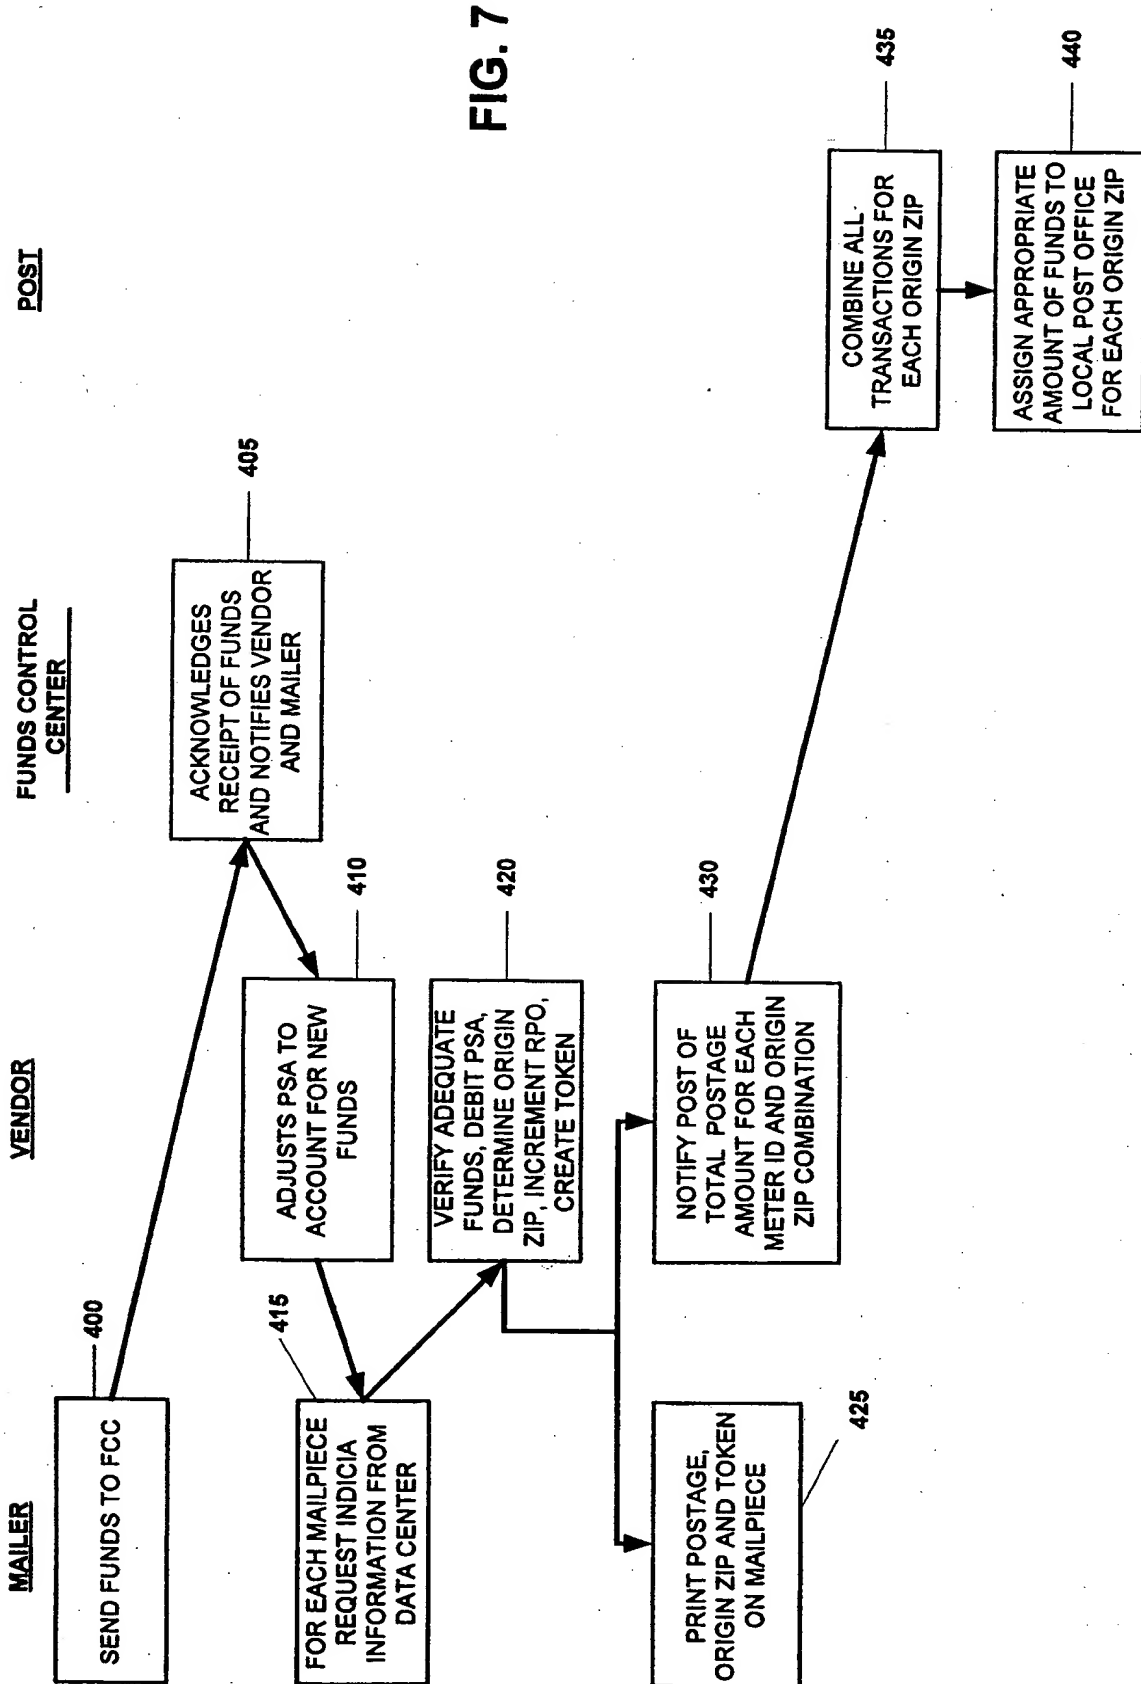 FIG. 7
MAILER
VENDOR
FUNDS CONTROL
CENTER
POST
400
SEND FUNDS TO FCC
405
ACKNOWLEDGES
RECEIPT OF FUNDS
AND NOTIFIES VENDOR
AND MAILER
410
ADJUSTS PSA TO
ACCOUNT FOR NEW
FUNDS
415
FOR EACH MAILPIECE
REQUEST INDICIA
INFORMATION FROM
DATA CENTER
420
VERIFY ADEQUATE
FUNDS, DEBIT PSA,
DETERMINE ORIGIN
ZIP, INCREMENT RPO,
CREATE TOKEN
425
PRINT POSTAGE,
ORIGIN ZIP AND TOKEN
ON MAILPIECE
430
NOTIFY POST OF
TOTAL POSTAGE
AMOUNT FOR EACH
METER ID AND ORIGIN
ZIP COMBINATION
435
COMBINE ALL
TRANSACTIONS FOR
EACH ORIGIN ZIP
440
ASSIGN APPROPRIATE
AMOUNT OF FUNDS TO
LOCAL POST OFFICE
FOR EACH ORIGIN ZIP